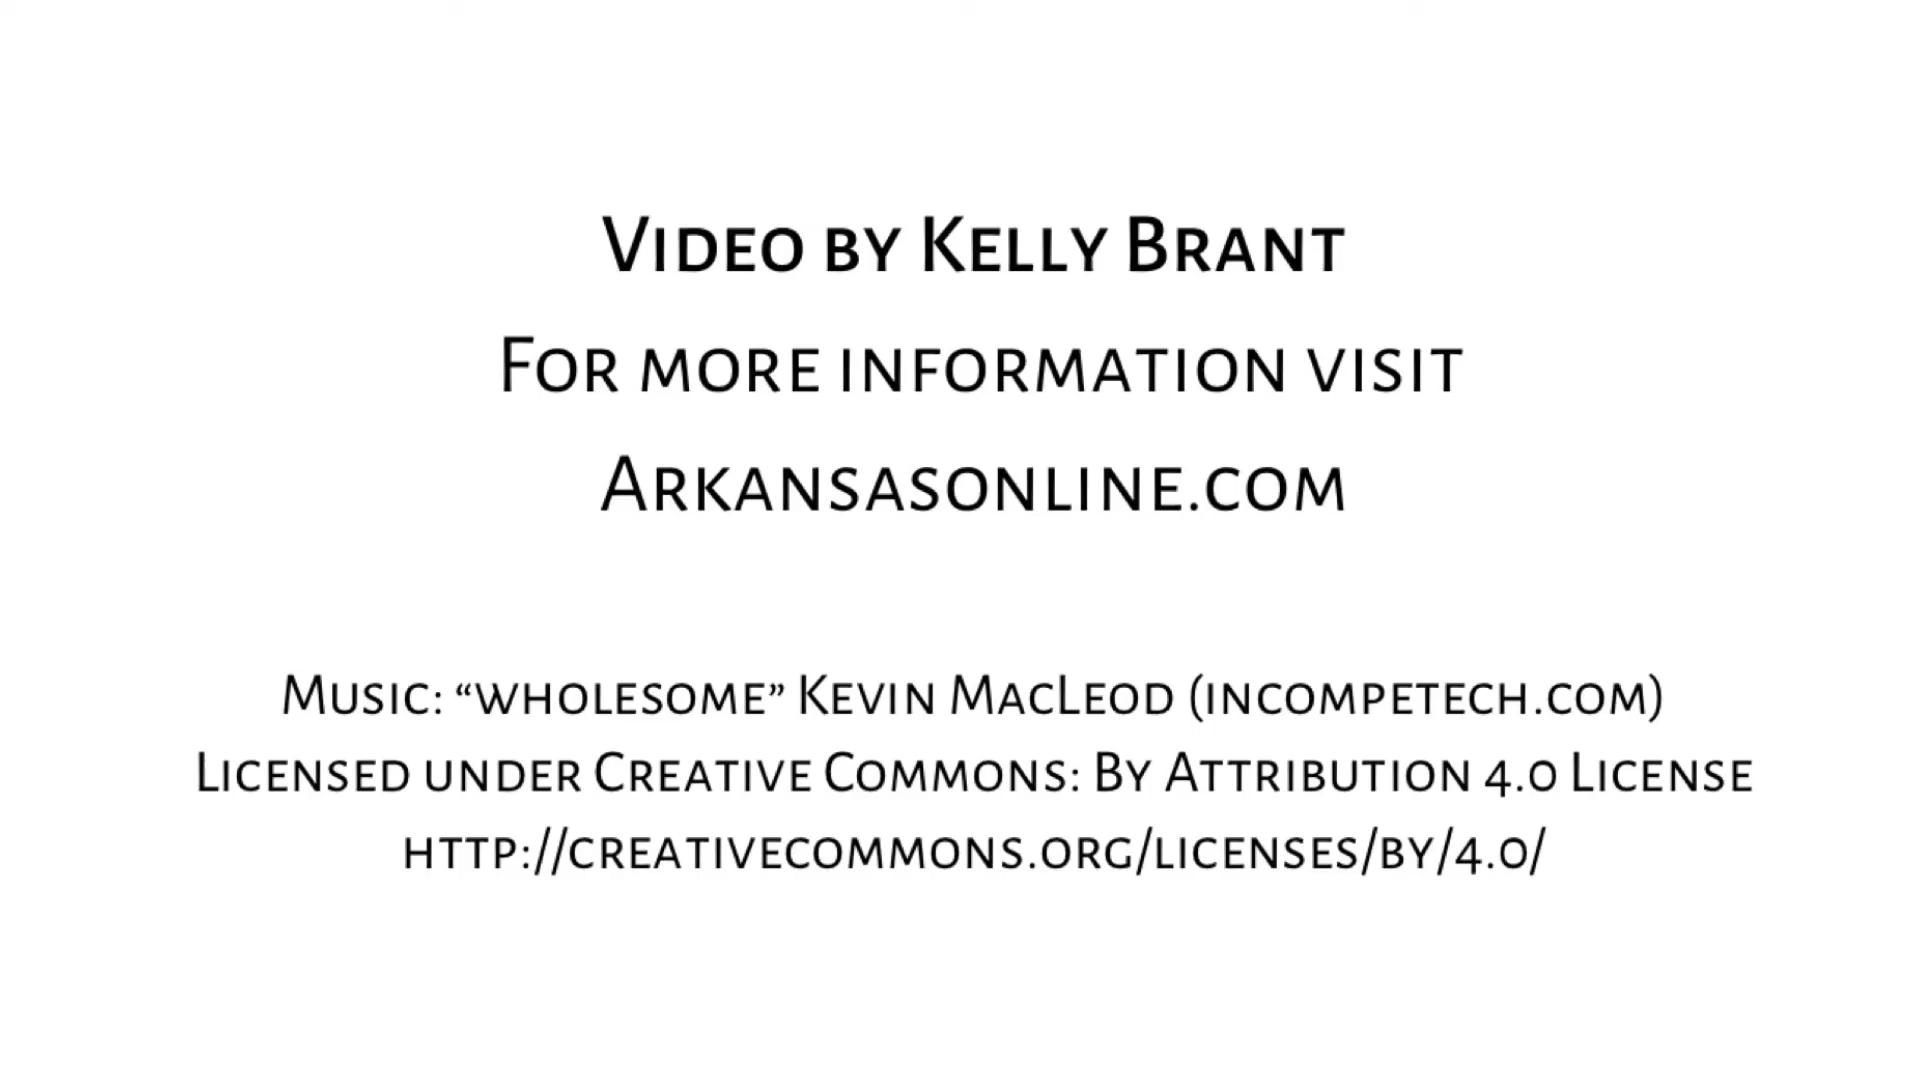 Video by Kelly Brant
For more information visit
Arkansasonline.com
Music: “wholesome” Kevin MacLeod (incompetech.com)
Licensed under Creative Commons: By Attribution 4.0 License
http://creativecommons.org/licenses/by/4.0/